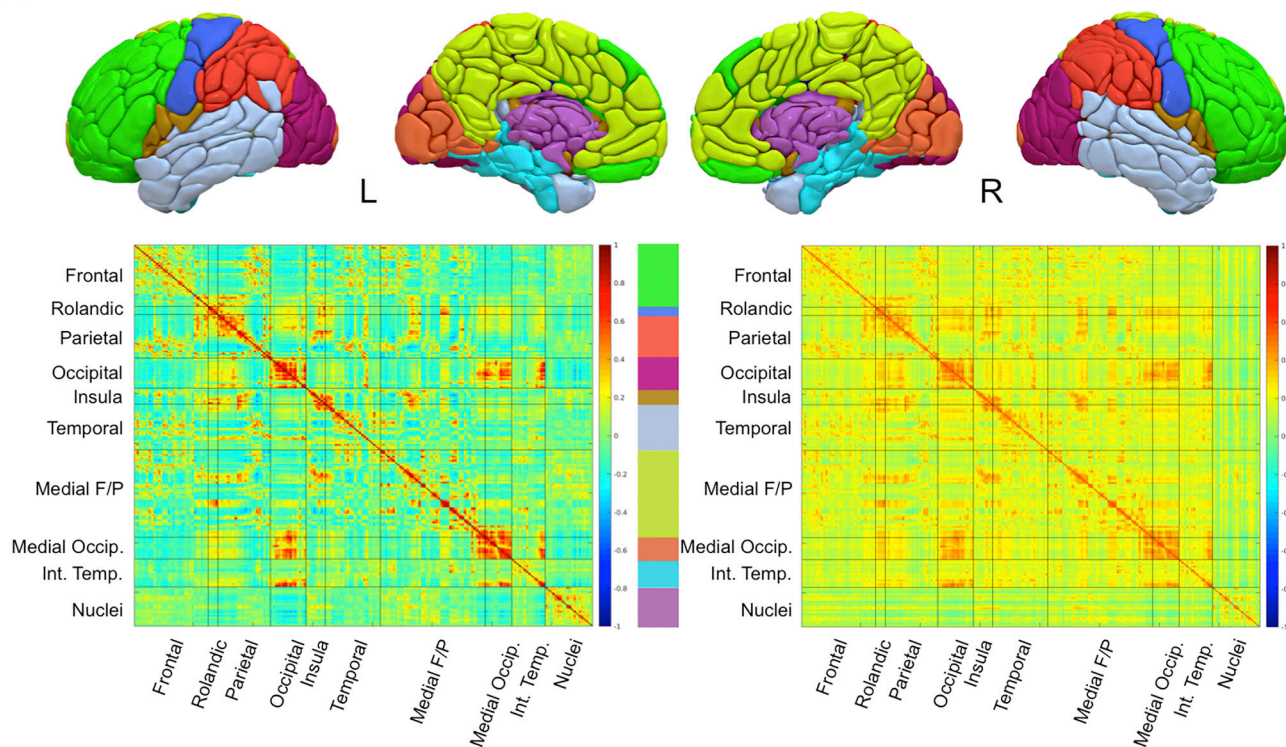 L
R
Frontal
Rolandic
Parietal
Occipital
Insula
Temporal
Medial F/P
Medial Occip.
Int. Temp.
Nuclei
1
0.8
0.6
0.4
0.2
0
-0.2
-0.4
-0.6
-0.8
-1
Frontal
Rolandic
Parietal
Occipital
Insula
Temporal
Medial F/P
Medial Occip.
Int. Temp.
Nuclei
Frontal
Rolandic
Parietal
Occipital
Insula
Temporal
Medial F/P
Medial Occip.
Int. Temp.
Nuclei
Frontal
Rolandic
Parietal
Occipital
Insula
Temporal
Medial F/P
Medial Occip.
Int. Temp.
Nuclei